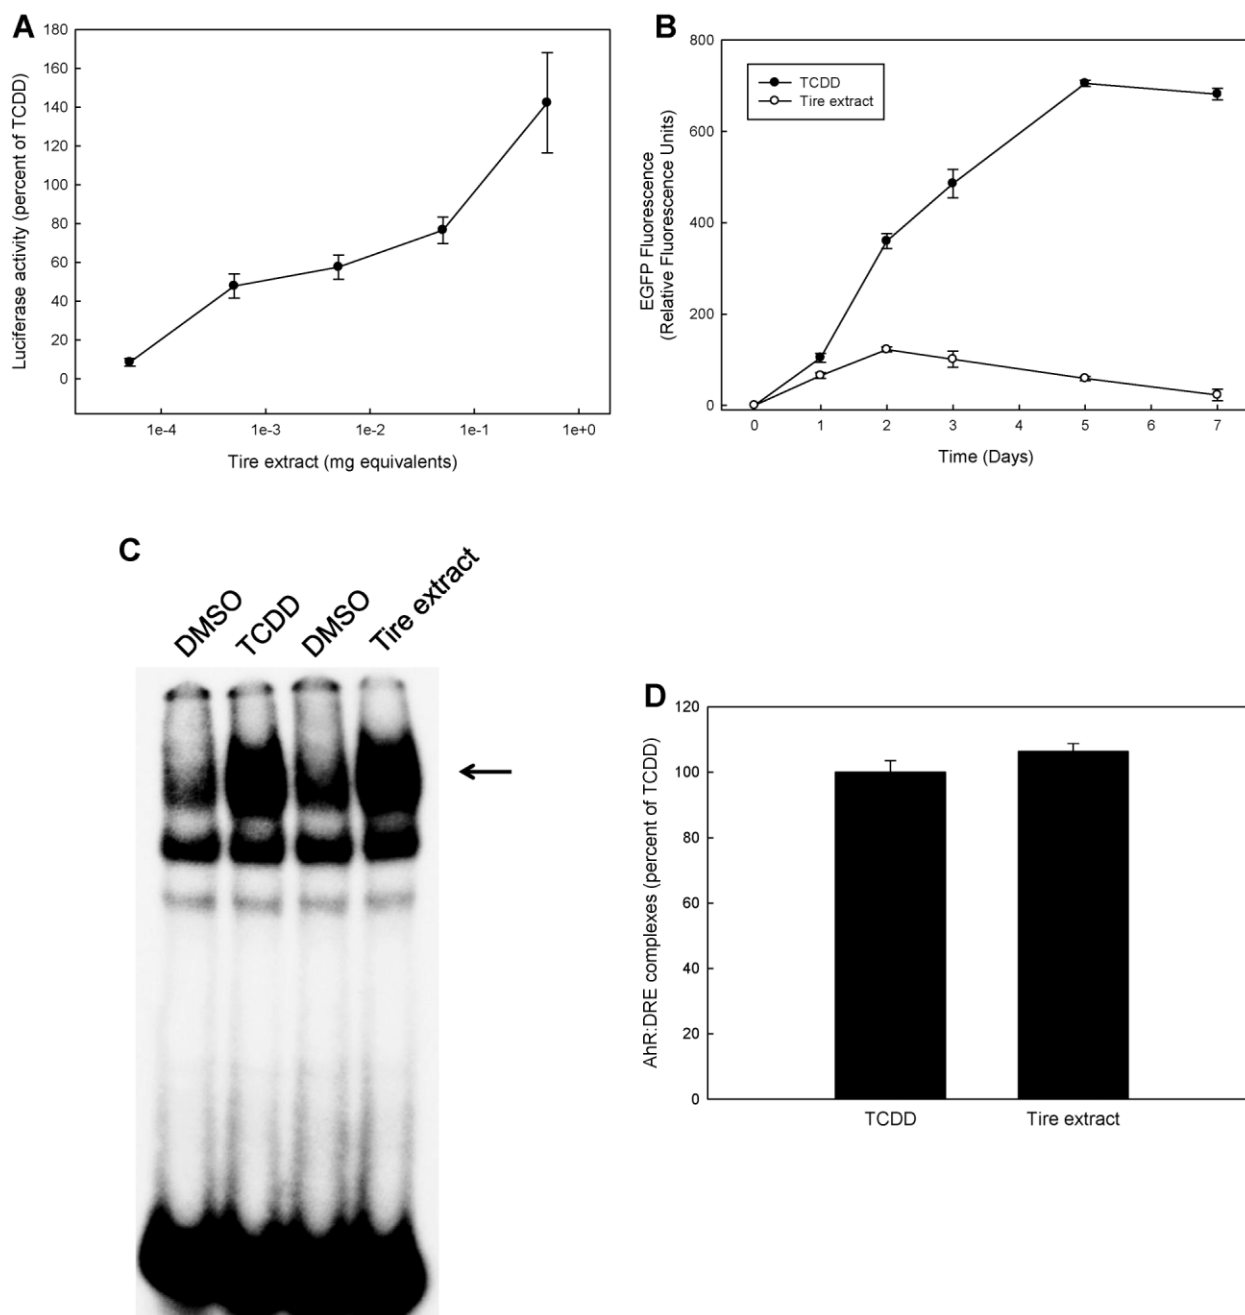 A
Luciferase activity (percent of TCDD)
180
160
140
120
100
80
60
40
20
0
1e-4 1e-3 1e-2 1e-1 1e+0
Tire extract (mg equivalents)
B
EGFP Fluorescence
(Relative Fluorescence Units)
800
600
400
200
0
TCDD
Tire extract
0 1 2 3 4 5 6 7
Time (Days)
C
DMSO TCDD DMSO Tire extract
D
AhR:DRE complexes (percent of TCDD)
120
100
80
60
40
20
0
TCDD Tire extract